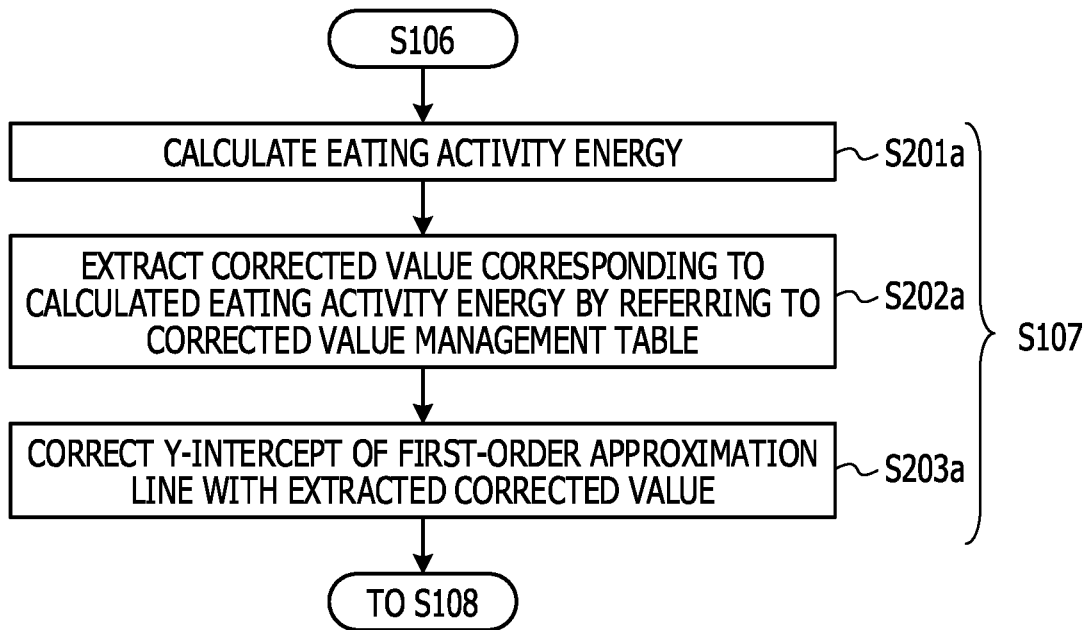 S106
CALCULATE EATING ACTIVITY ENERGY
S201a
EXTRACT CORRECTED VALUE CORRESPONDING TO
CALCULATED EATING ACTIVITY ENERGY BY REFERRING TO
CORRECTED VALUE MANAGEMENT TABLE
S202a
S107
CORRECT Y-INTERCEPT OF FIRST-ORDER APPROXIMATION
LINE WITH EXTRACTED CORRECTED VALUE
S203a
TO S108